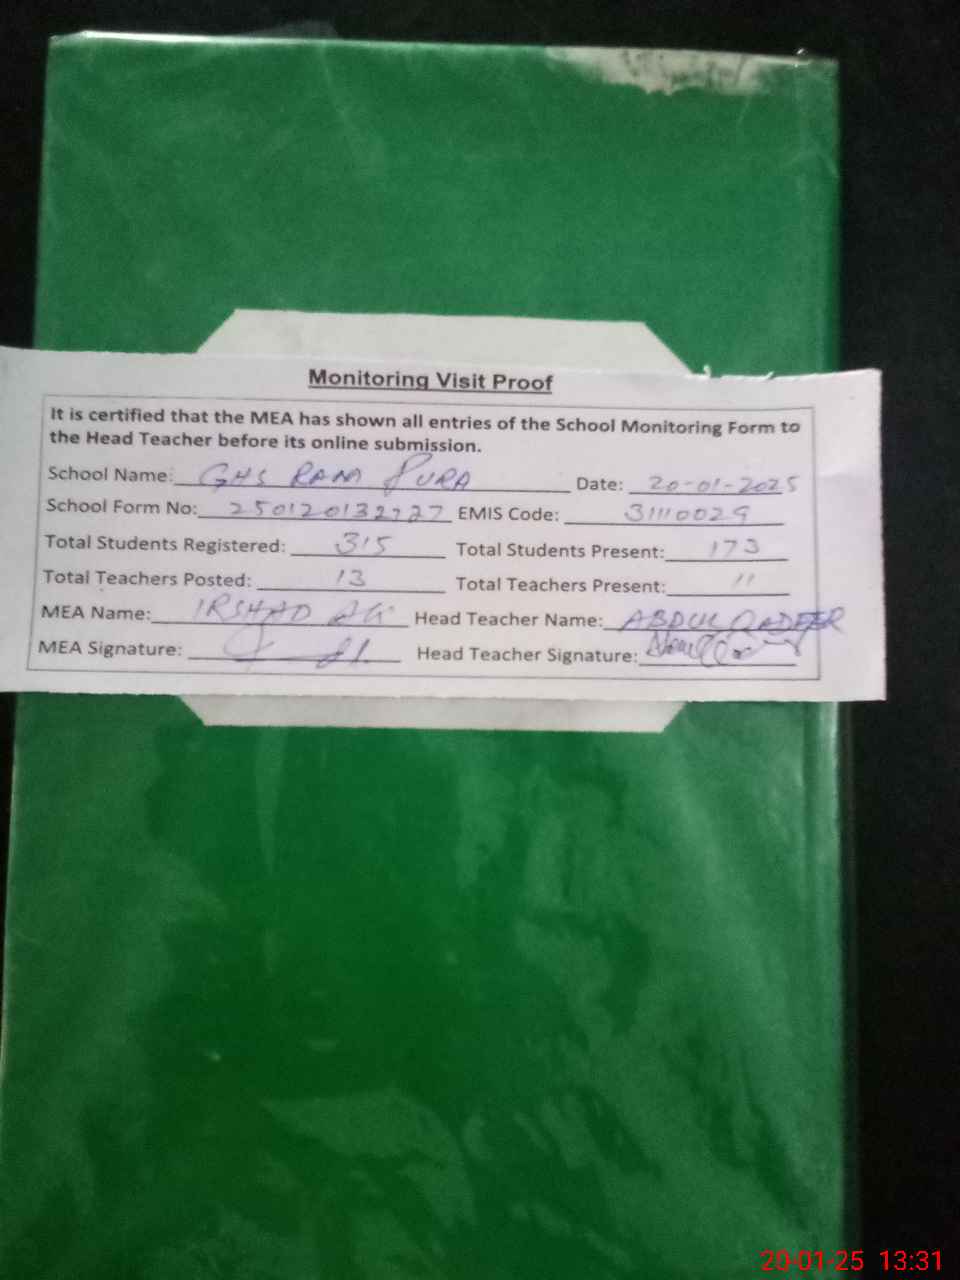 Monitoring Visit Proof
It is certified that the MEA has shown all entries of the School Monitoring Form to
the Head Teacher before its online submission.
School Name: GHS RAM PURA Date: 20-01-2025
School Form No: 250120132727 EMIS Code: 31110029
Total Students Registered: 315 Total Students Present: 173
Total Teachers Posted: 13 Total Teachers Present: 11
MEA Name: IRSHAD Ali Head Teacher Name: ABDUL QADEER
MEA Signature: Head Teacher Signature:
20-01-25 13:31